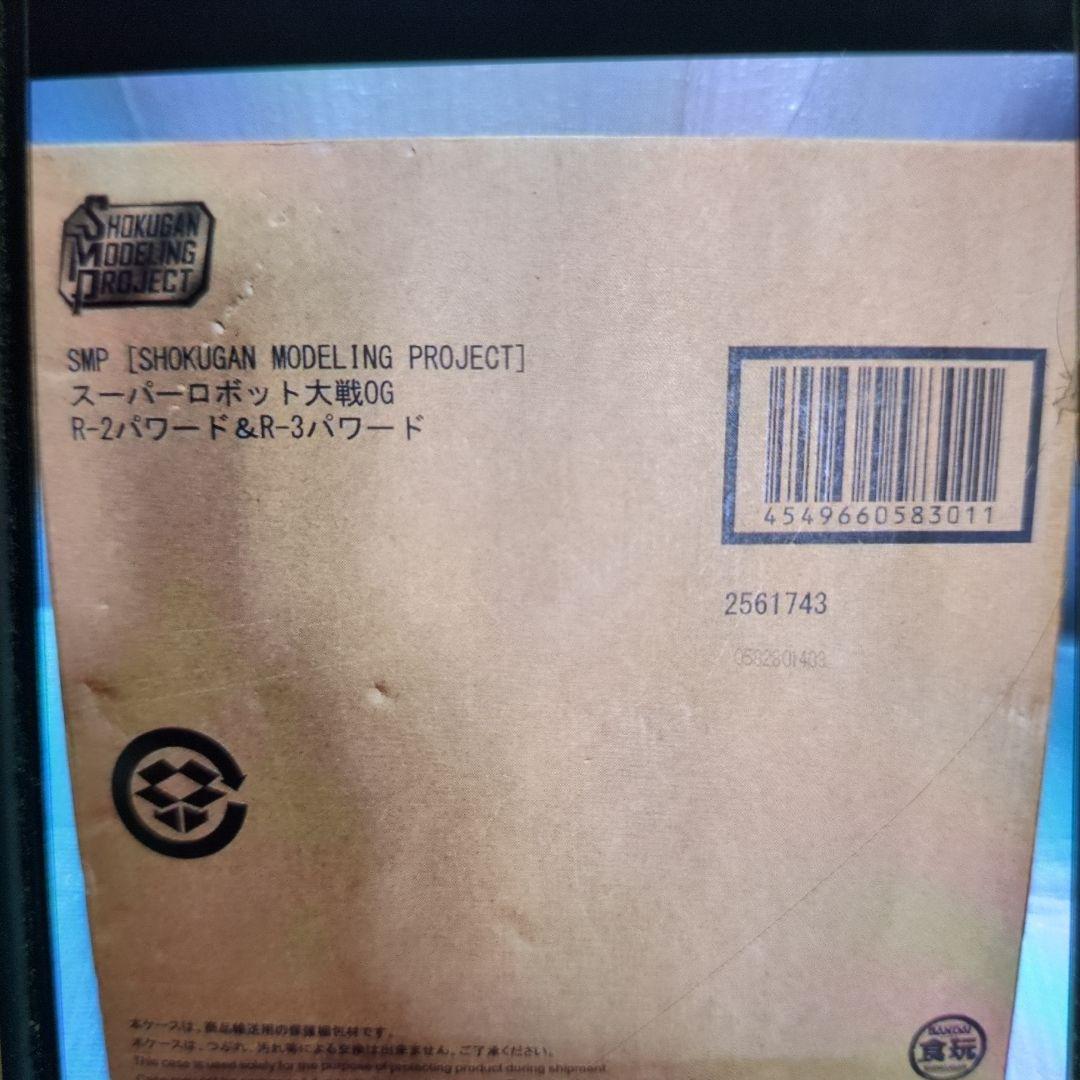 SHOKUGAN
MODELING
PROJECT
SMP [SHOKUGAN MODELING PROJECT]
スーパーロボット大戦OG
R-2パワード&R-3パワード
4549660583011
2561743
本ケースは、商品輸送用の保護梱包材です。
本ケースは、つぶれ、汚れ等による交換は出来ません。ご了承ください。
This case is used solely for the purpose of protecting product during shipment.
BANDAI
食玩